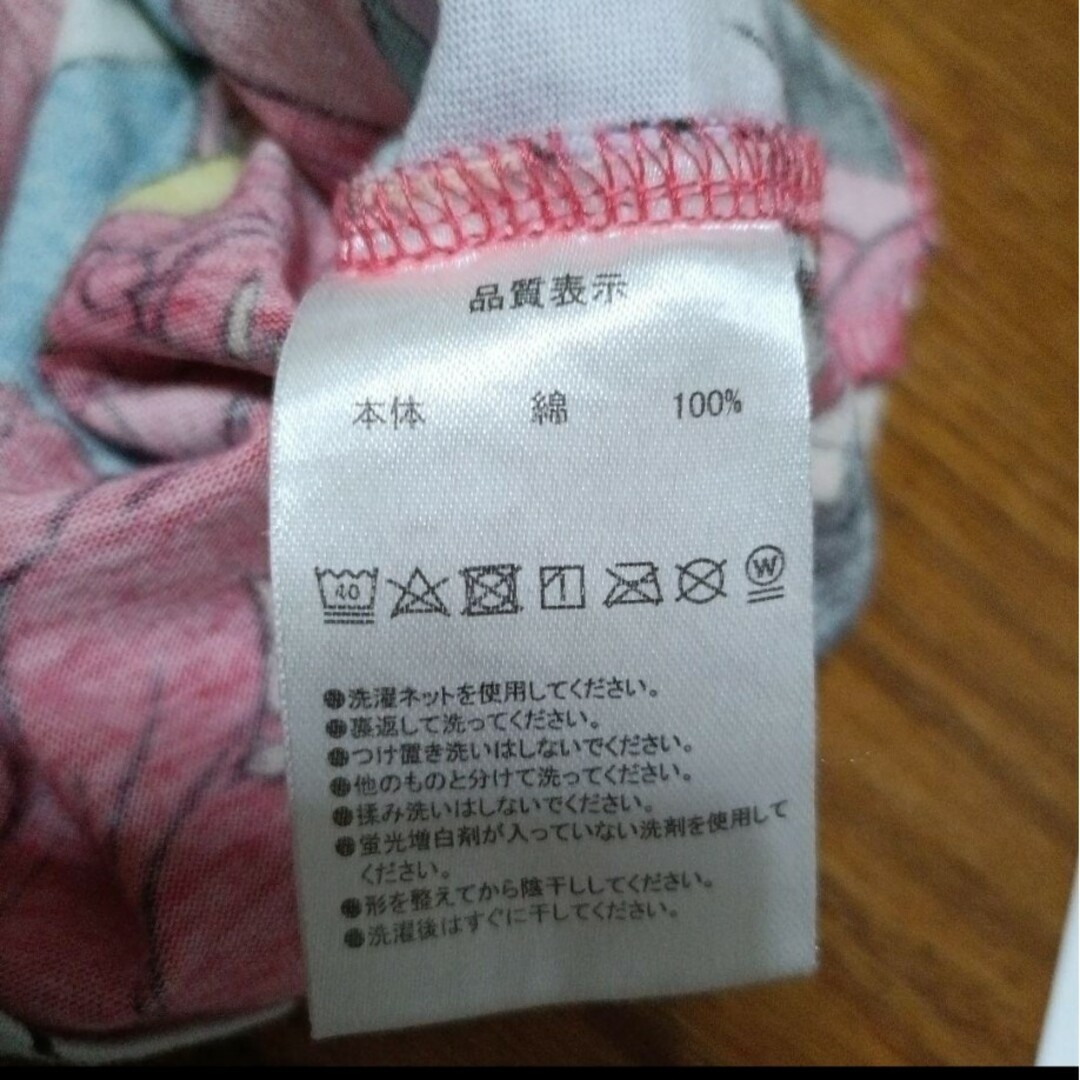 品質表示
本体 綿 100%
40 W
●洗濯ネットを使用してください。
●裏返して洗ってください。
●つけ置き洗いはしないでください。
●他のものと分けて洗ってください。
●揉み洗いはしないでください。
●蛍光増白剤が入っていない洗剤を使用して
ください。
●形を整えてから陰干ししてください。
●洗濯後はすぐに干してください。